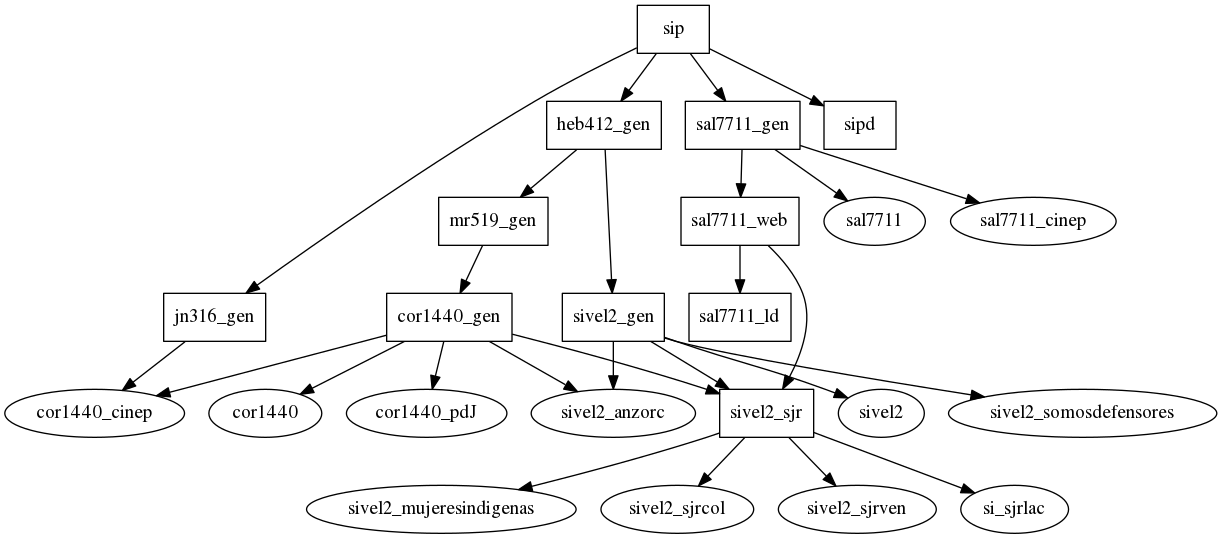 sip
heb412_gen
sal7711_gen
sipd
mr519_gen
sal7711_web
sal7711
sal7711_cinep
jn316_gen
cor1440_gen
sivel2_gen
sal7711_ld
cor1440_cinep
cor1440
cor1440_pdJ
sivel2_anzorc
sivel2_sjr
sivel2
sivel2_somosdefensores
sivel2_mujeresindigenas
sivel2_sjrcol
sivel2_sjrven
si_sjrlac